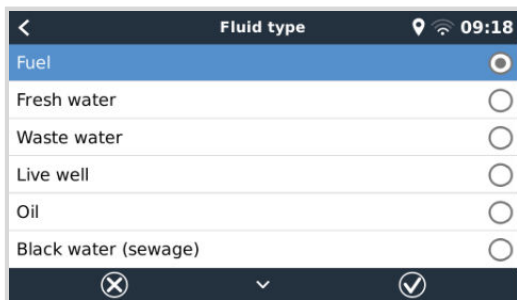 Fluid type 09:18
Fuel
Fresh water
Waste water
Live well
Oil
Black water (sewage)